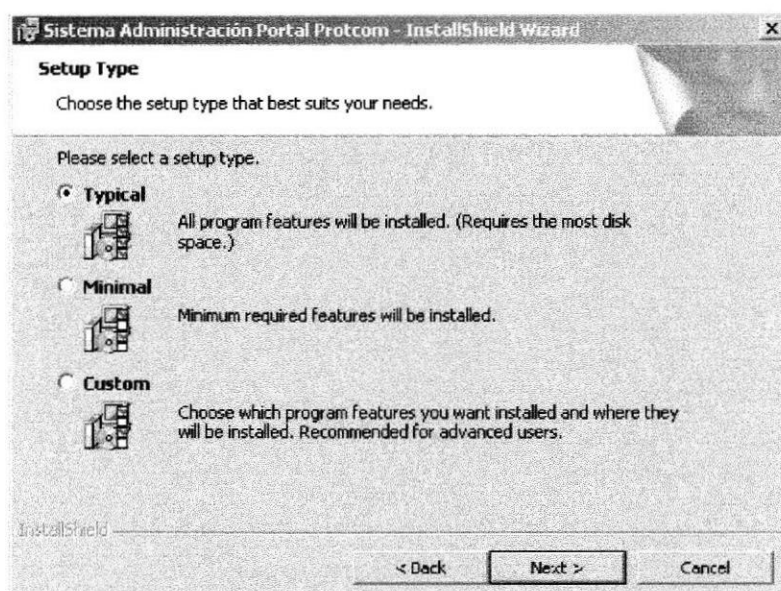 Sistema Administración Portal Protcom - InstallShield Wizard
Setup Type
Choose the setup type that best suits your needs.
Please select a setup type.
Typical
All program features will be installed. (Requires the most disk
space.)
Minimal
Minimum required features will be installed.
Custom
Choose which program features you want installed and where they
will be installed. Recommended for advanced users.
InstallShield
< Back
Next >
Cancel